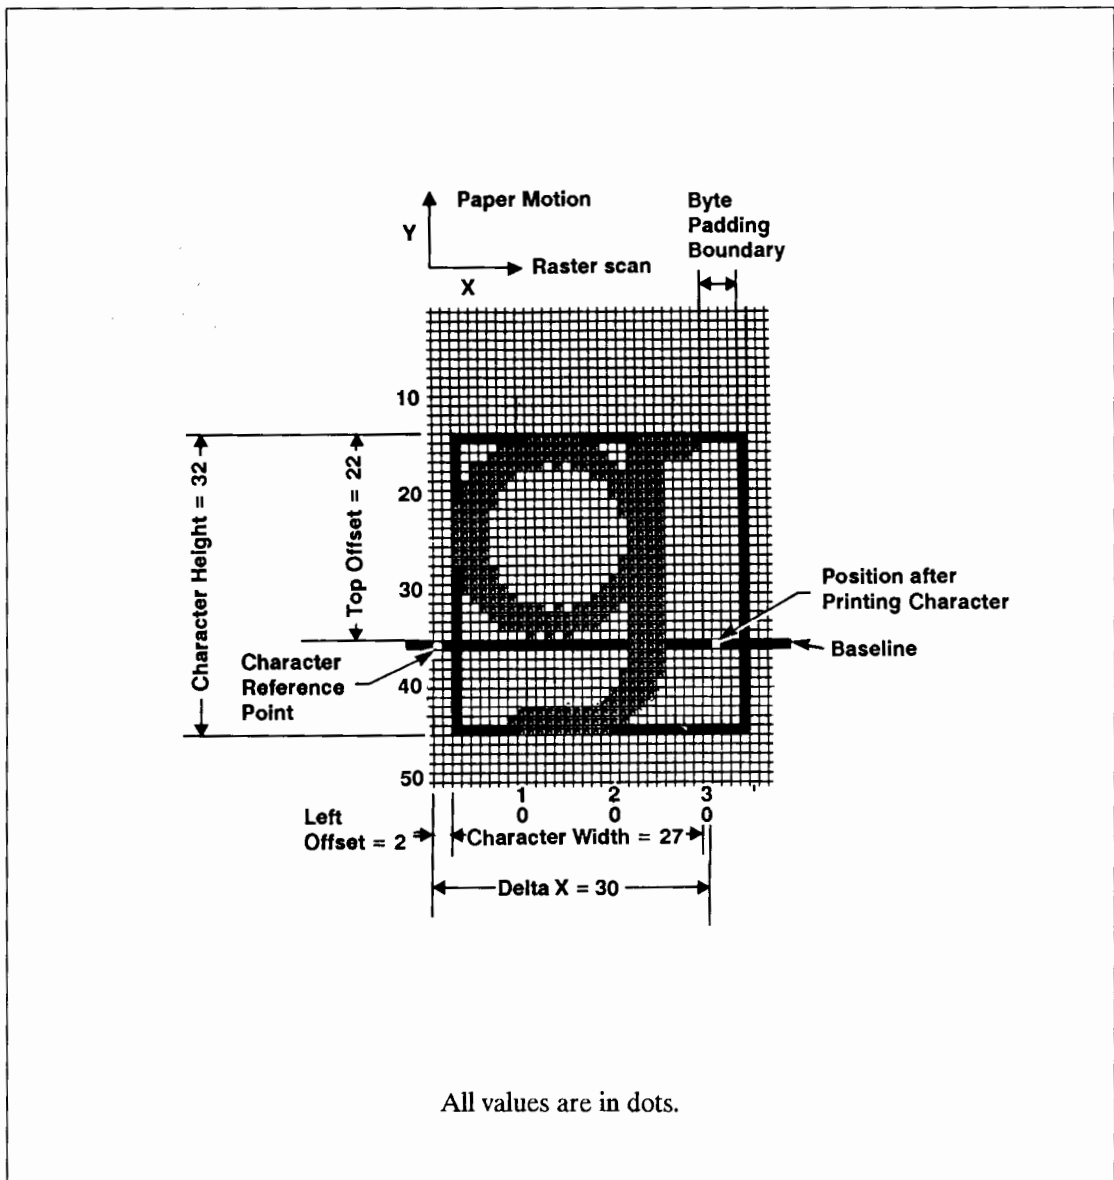 Paper Motion
Y
Raster scan
X
Byte
Padding
Boundary
10
20
30
40
50
Character Height = 32
Top Offset = 22
Character
Reference
Point
Position after
Printing Character
Baseline
1
0
2
0
3
0
Left
Offset = 2
Character Width = 27
Delta X = 30
All values are in dots.